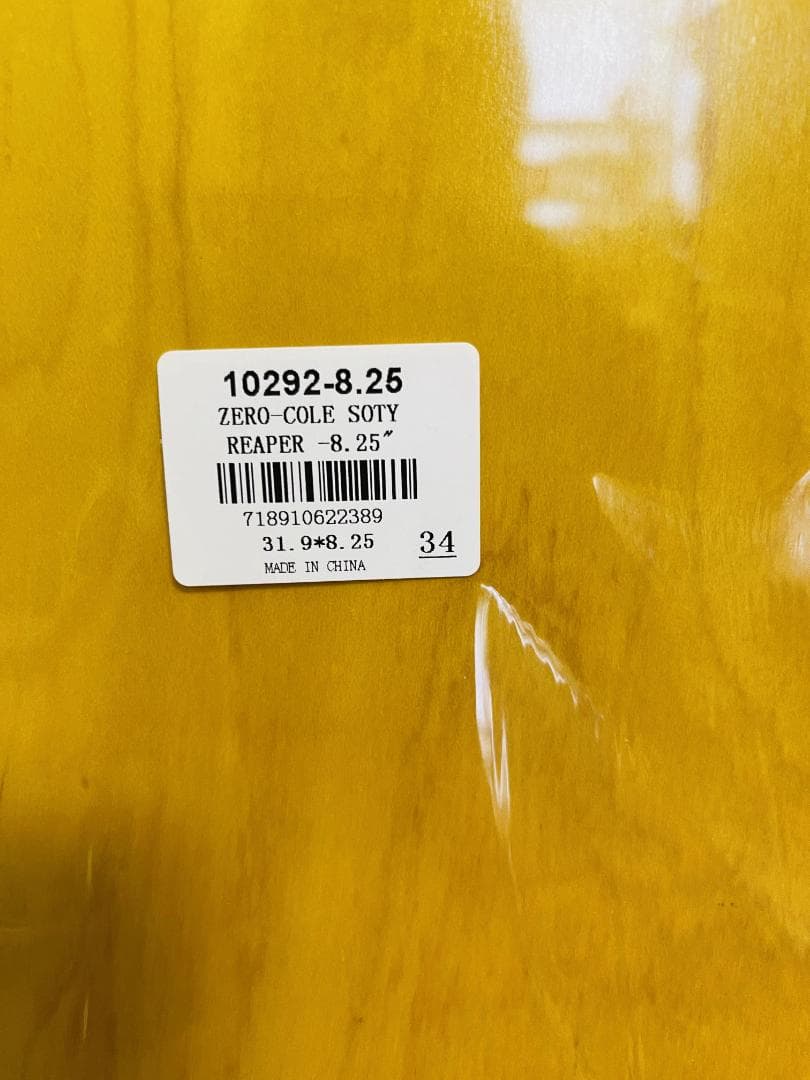 10292-8.25
ZERO-COLE SOTY
REAPER -8.25"
718910622389
31.9*8.25
34
MADE IN CHINA